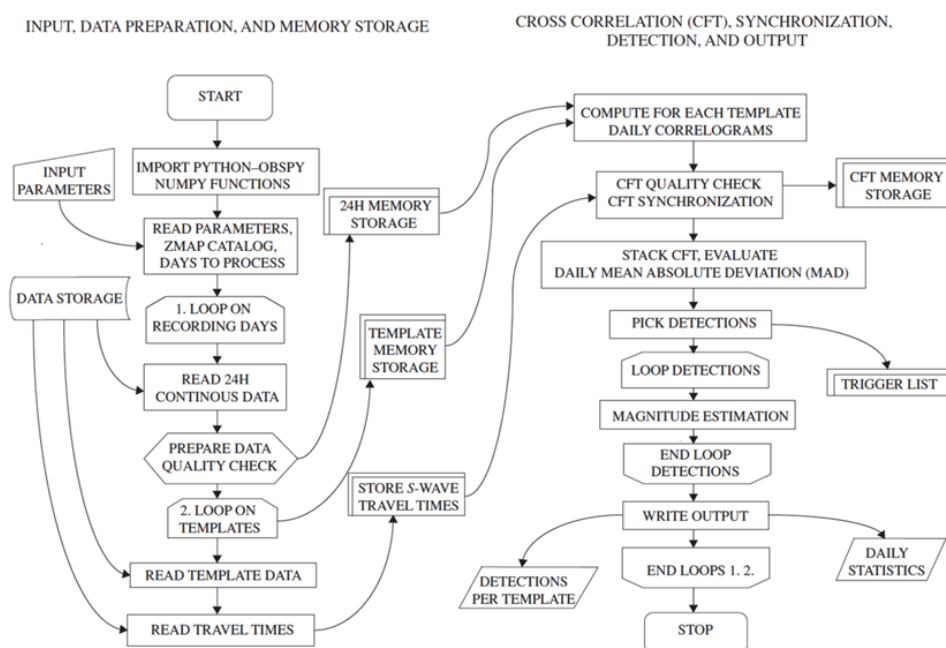 INPUT, DATA PREPARATION, AND MEMORY STORAGE
START
IMPORT PYTHON–OBSPY
NUMPY FUNCTIONS
INPUT
PARAMETERS
READ PARAMETERS,
ZMAP CATALOG,
DAYS TO PROCESS
DATA STORAGE
1. LOOP ON
RECORDING DAYS
READ 24H
CONTINOUS DATA
PREPARE DATA
QUALITY CHECK
2. LOOP ON
TEMPLATES
READ TEMPLATE DATA
READ TRAVEL TIMES
24H MEMORY
STORAGE
TEMPLATE
MEMORY
STORAGE
STORE S-WAVE
TRAVEL TIMES
CROSS CORRELATION (CFT), SYNCHRONIZATION,
DETECTION, AND OUTPUT
COMPUTE FOR EACH TEMPLATE
DAILY CORRELOGRAMS
CFT QUALITY CHECK
CFT SYNCHRONIZATION
CFT MEMORY
STORAGE
STACK CFT, EVALUATE
DAILY MEAN ABSOLUTE DEVIATION (MAD)
PICK DETECTIONS
LOOP DETECTIONS
TRIGGER LIST
MAGNITUDE ESTIMATION
END LOOP
DETECTIONS
WRITE OUTPUT
DETECTIONS
PER TEMPLATE
END LOOPS 1. 2.
DAILY
STATISTICS
STOP